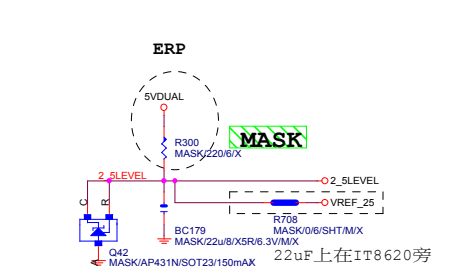 ERP
5VDUAL
R300
MASK/220/6/X
MASK
2_5LEVEL
2_5LEVEL
C
R
VREF_25
R708
MASK/0/6/SHT/M/X
BC179
MASK/22u/8/X5R/6.3V/M/X
22uF上在IT8620旁
Q42
A
MASK/AP431N/SOT23/150mA/X